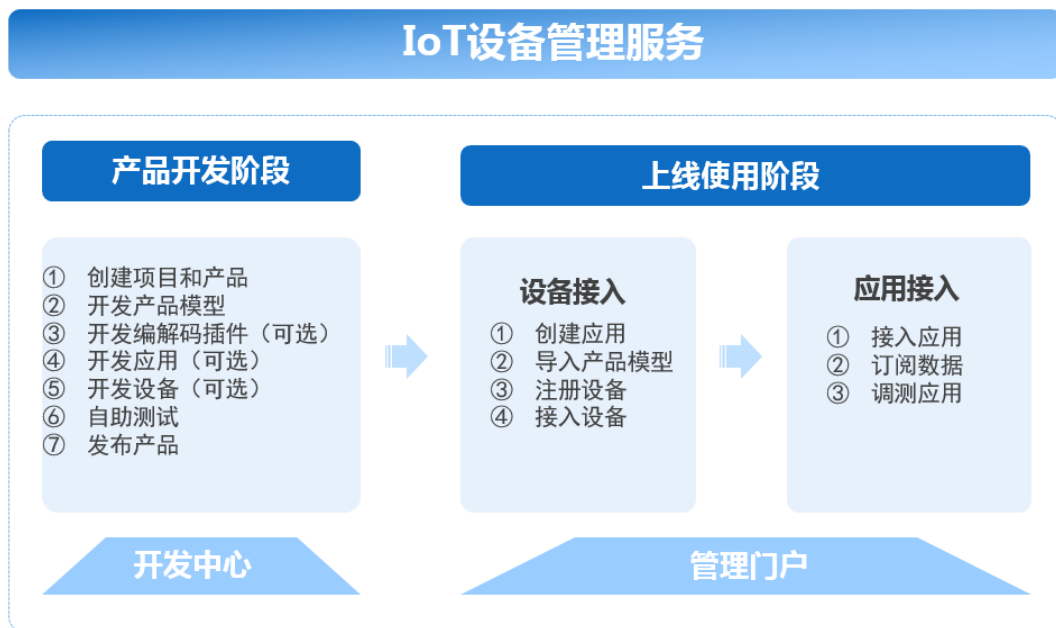 IoT设备管理服务
产品开发阶段
① 创建项目和产品
② 开发产品模型
③ 开发编解码插件（可选）
④ 开发应用（可选）
⑤ 开发设备（可选）
⑥ 自助测试
⑦ 发布产品
开发中心
上线使用阶段
设备接入
① 创建应用
② 导入产品模型
③ 注册设备
④ 接入设备
应用接入
① 接入应用
② 订阅数据
③ 调测应用
管理门户